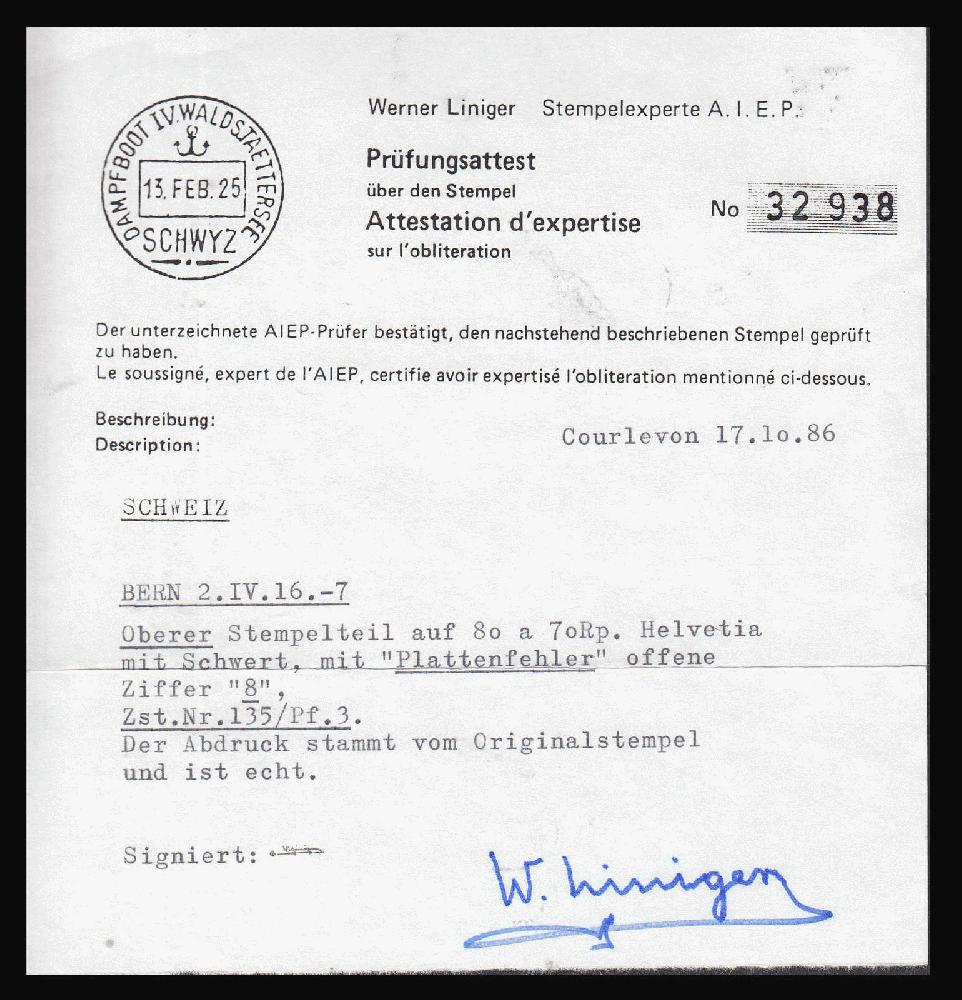 DAMPFBOOT IV. WALDSTAETTERSEE
13. FEB. 25
SCHWYZ
Werner Liniger Stempelexperte A. I. E. P.
Prüfungsattest
über den Stempel
Attestation d'expertise
sur l'obliteration
No 32 938
Der unterzeichnete AIEP-Prüfer bestätigt, den nachstehend beschriebenen Stempel geprüft
zu haben.
Le soussigné, expert de l'AIEP, certifie avoir expertisé l'obliteration mentionné ci-dessous.
Beschreibung:
Description:
Courlevon 17.1o.86
SCHWEIZ
BERN 2.IV.16.-7
Oberer Stempelteil auf 8o a 7oRp. Helvetia
mit Schwert, mit "Plattenfehler" offene
Ziffer "8",
Zst.Nr.135/Pf.3.
Der Abdruck stammt vom Originalstempel
und ist echt.
Signiert:
W. Liniger